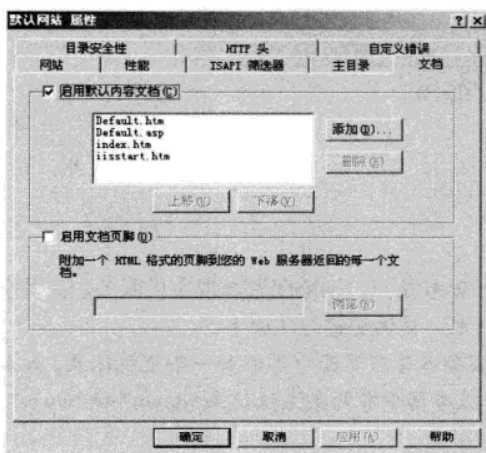 默认网站 属性
目录安全性 HTTP 头 自定义错误
网站 性能 ISAPI 筛选器 主目录 文档
启用默认内容文档(C)
Default.htm
Default.asp
index.htm
iisstart.htm
添加(D)...
删除(R)
上移(U) 下移(V)
启用文档页脚(O)
附加一个 HTML 格式的页脚到您的 Web 服务器返回的每一个文
档。
浏览(B)
确定 取消 应用(A) 帮助